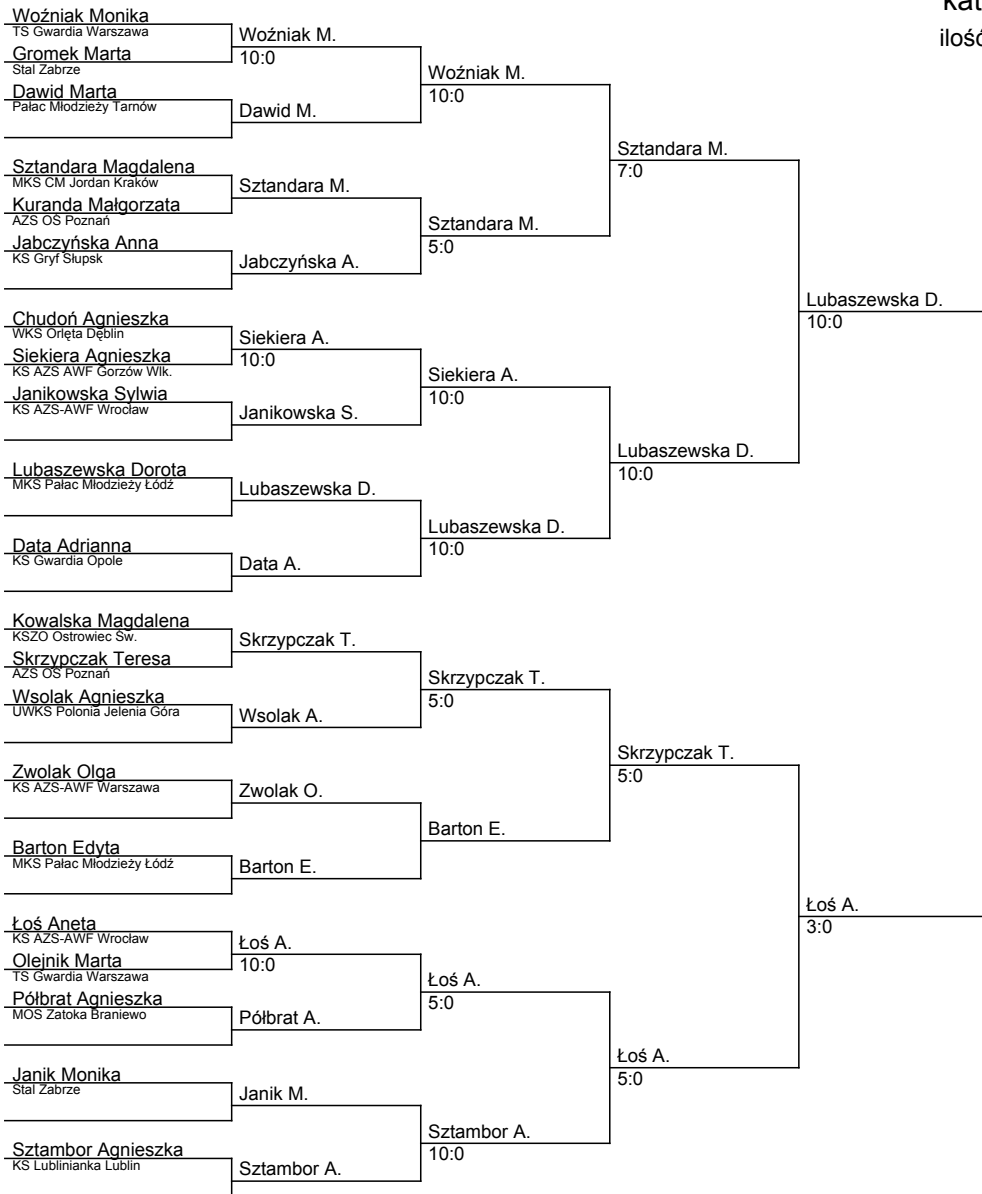 kat
ilość
Woźniak Monika
TS Gwardia Warszawa
Gromek Marta
Stal Zabrze
Dawid Marta
Pałac Młodzieży Tarnów
Sztandara Magdalena
MKS CM Jordan Kraków
Kuranda Małgorzata
AZS OŚ Poznań
Jabczyńska Anna
KS Gryf Słupsk
Chudoń Agnieszka
WKS Orlęta Dęblin
Siekiera Agnieszka
KS AZS AWF Gorzów Wlk.
Janikowska Sylwia
KS AZS-AWF Wrocław
Lubaszewska Dorota
MKS Pałac Młodzieży Łódź
Data Adrianna
KS Gwardia Opole
Kowalska Magdalena
KSZO Ostrowiec Św.
Skrzypczak Teresa
AZS OŚ Poznań
Wsolak Agnieszka
UWKS Polonia Jelenia Góra
Zwolak Olga
KS AZS-AWF Warszawa
Barton Edyta
MKS Pałac Młodzieży Łódź
Łoś Aneta
KS AZS-AWF Wrocław
Olejnik Marta
TS Gwardia Warszawa
Półbrat Agnieszka
MOS Zatoka Braniewo
Janik Monika
Stal Zabrze
Sztambor Agnieszka
KS Lublinianka Lublin
Woźniak M.
10:0
Dawid M.
Sztandara M.
Jabczyńska A.
Siekiera A.
10:0
Janikowska S.
Lubaszewska D.
Data A.
Skrzypczak T.
Wsolak A.
Zwolak O.
Barton E.
Łoś A.
10:0
Półbrat A.
Janik M.
Sztambor A.
Woźniak M.
10:0
Sztandara M.
5:0
Siekiera A.
10:0
Lubaszewska D.
10:0
Skrzypczak T.
5:0
Barton E.
Łoś A.
5:0
Sztambor A.
10:0
Sztandara M.
7:0
Lubaszewska D.
10:0
Skrzypczak T.
5:0
Łoś A.
5:0
Lubaszewska D.
10:0
Łoś A.
3:0